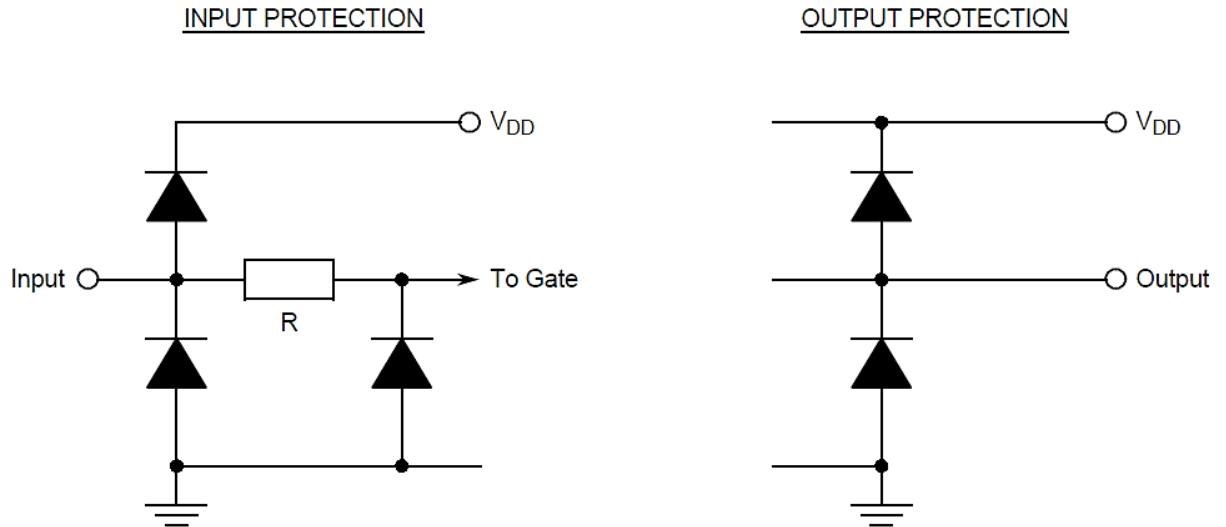 INPUT PROTECTION
OUTPUT PROTECTION
VDD
VDD
Input
To Gate
Output
R